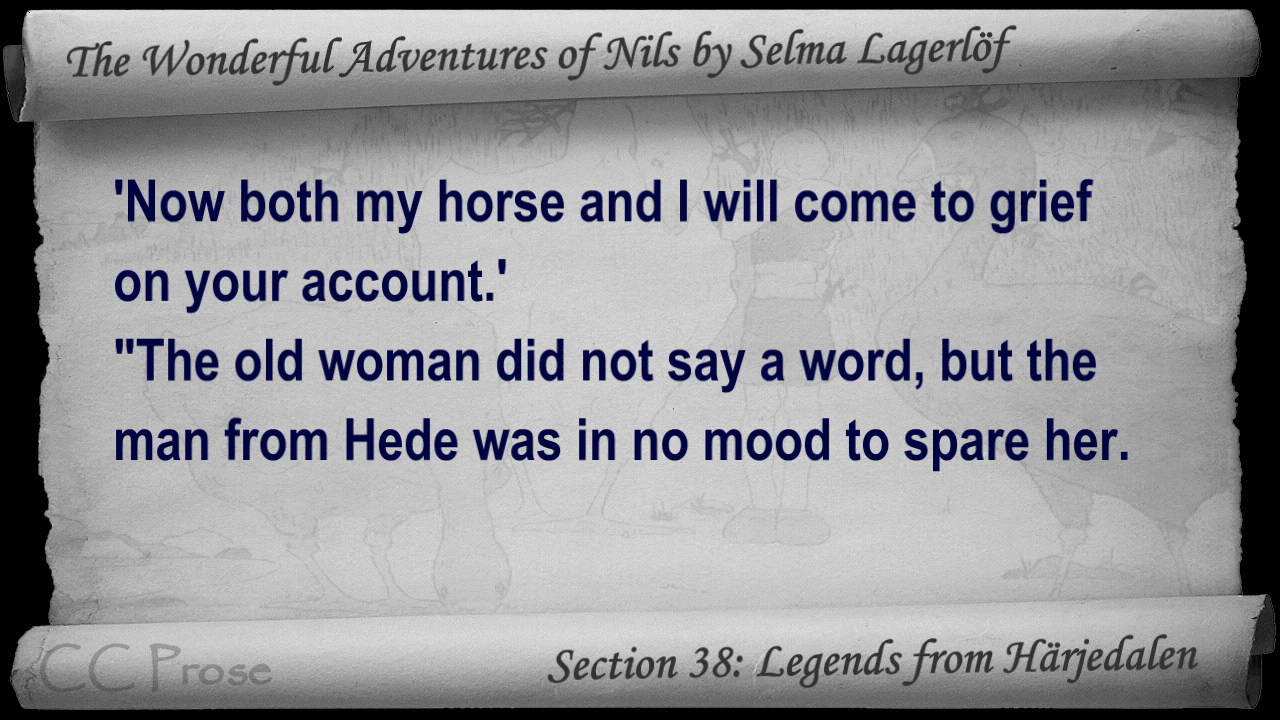 The Wonderful Adventures of Nils by Selma Lagerlöf
'Now both my horse and I will come to grief
on your account.'
"The old woman did not say a word, but the
man from Hede was in no mood to spare her.
CC Prose
Section 38: Legends from Härjedalen